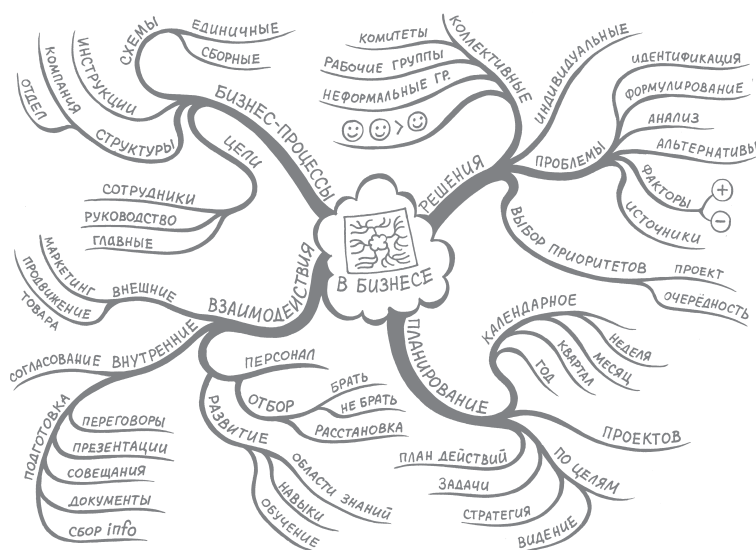 В БИЗНЕСЕ
БИЗНЕС-ПРОЦЕССЫ
СХЕМЫ
ЕДИНИЧНЫЕ
СБОРНЫЕ
СТРУКТУРЫ
ИНСТРУКЦИИ
КОМПАНИЯ
ОТДЕЛ
ЦЕЛИ
СОТРУДНИКИ
РУКОВОДСТВО
ГЛАВНЫЕ
РЕШЕНИЯ
КОЛЛЕКТИВНЫЕ
КОМИТЕТЫ
РАБОЧИЕ ГРУППЫ
НЕФОРМАЛЬНЫЕ ГР.
>
ИНДИВИДУАЛЬНЫЕ
ПРОБЛЕМЫ
ИДЕНТИФИКАЦИЯ
ФОРМУЛИРОВАНИЕ
АНАЛИЗ
АЛЬТЕРНАТИВЫ
ФАКТОРЫ
+
−
ИСТОЧНИКИ
ВЫБОР ПРИОРИТЕТОВ
ПРОЕКТ
ОЧЕРЁДНОСТЬ
ВЗАИМОДЕЙСТВИЯ
ВНЕШНИЕ
МАРКЕТИНГ
ПРОДВИЖЕНИЕ
ТОВАРА
ВНУТРЕННИЕ
СОГЛАСОВАНИЕ
ПОДГОТОВКА
ПЕРЕГОВОРЫ
ПРЕЗЕНТАЦИИ
СОВЕЩАНИЯ
ДОКУМЕНТЫ
СБОР info
ПЕРСОНАЛ
ОТБОР
БРАТЬ
НЕ БРАТЬ
РАССТАНОВКА
РАЗВИТИЕ
ОБЛАСТИ ЗНАНИЙ
НАВЫКИ
ОБУЧЕНИЕ
ПЛАНИРОВАНИЕ
КАЛЕНДАРНОЕ
НЕДЕЛЯ
МЕСЯЦ
КВАРТАЛ
ГОД
ПРОЕКТОВ
ПО ЦЕЛЯМ
ПЛАН ДЕЙСТВИЙ
ЗАДАЧИ
СТРАТЕГИЯ
ВИДЕНИЕ